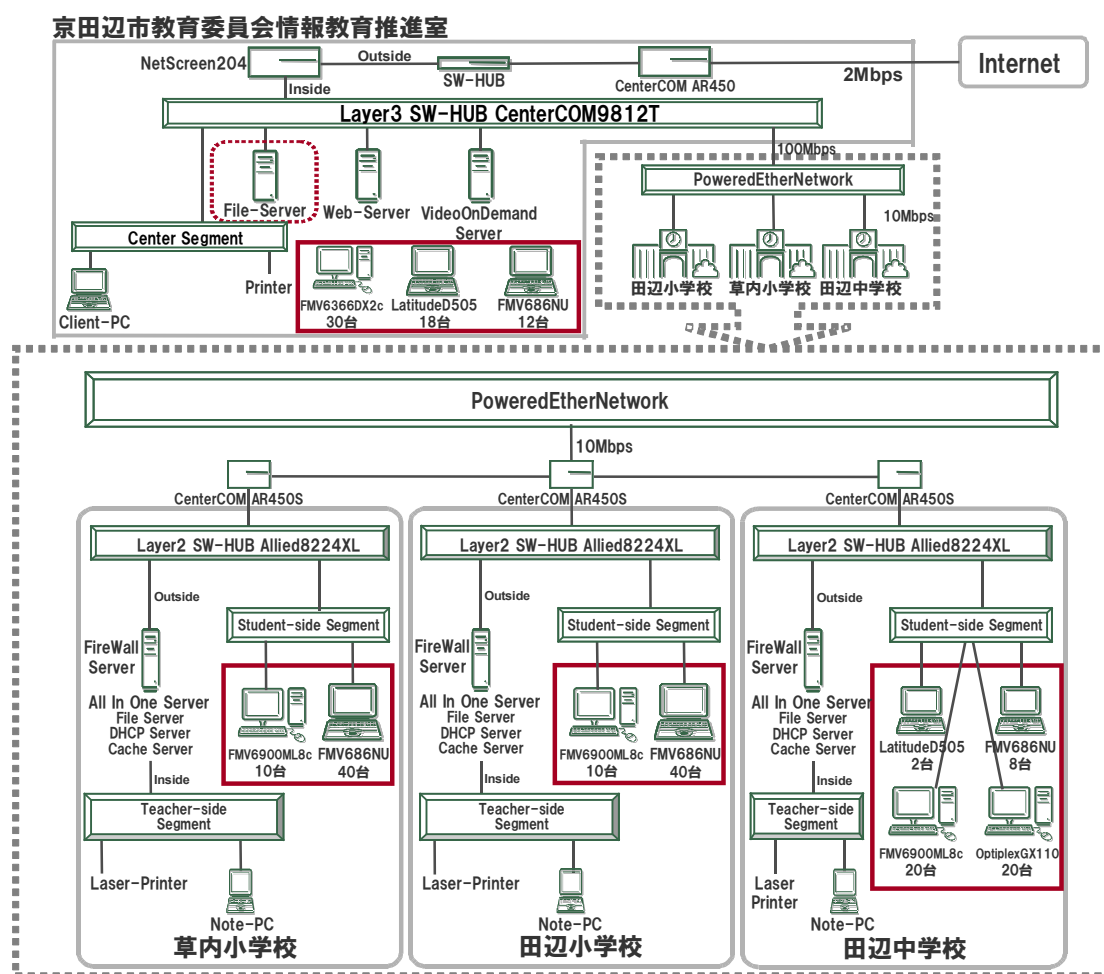 京田辺市教育委員会情報教育推進室
NetScreen204
Outside
SW-HUB
CenterCOM AR450
2Mbps
Internet
Inside
Layer3 SW-HUB CenterCOM9812T
100Mbps
File-Server
Web-Server
VideoOnDemand
Server
PoweredEtherNetwork
10Mbps
田辺小学校
草内小学校
田辺中学校
Center Segment
Printer
Client-PC
FMV6366DX2c
30台
LatitudeD505
18台
FMV686NU
12台
PoweredEtherNetwork
10Mbps
CenterCOM AR450S
CenterCOM AR450S
CenterCOM AR450S
Layer2 SW-HUB Allied8224XL
Outside
Student-side Segment
FireWall
Server
All In One Server
File Server
DHCP Server
Cache Server
FMV6900ML8c
10台
FMV686NU
40台
Inside
Teacher-side
Segment
Laser-Printer
Note-PC
草内小学校
Layer2 SW-HUB Allied8224XL
Outside
Student-side Segment
FireWall
Server
All In One Server
File Server
DHCP Server
Cache Server
FMV6900ML8c
10台
FMV686NU
40台
Inside
Teacher-side
Segment
Laser-Printer
Note-PC
田辺小学校
Layer2 SW-HUB Allied8224XL
Outside
Student-side Segment
FireWall
Server
All In One Server
File Server
DHCP Server
Cache Server
LatitudeD505
2台
FMV686NU
8台
FMV6900ML8c
20台
OptiplexGX110
20台
Inside
Teacher-side
Segment
Laser
Printer
Note-PC
田辺中学校